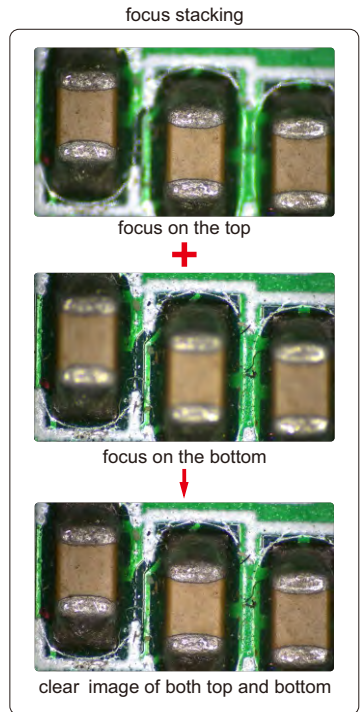 focus stacking
focus on the top
+
focus on the bottom
clear image of both top and bottom